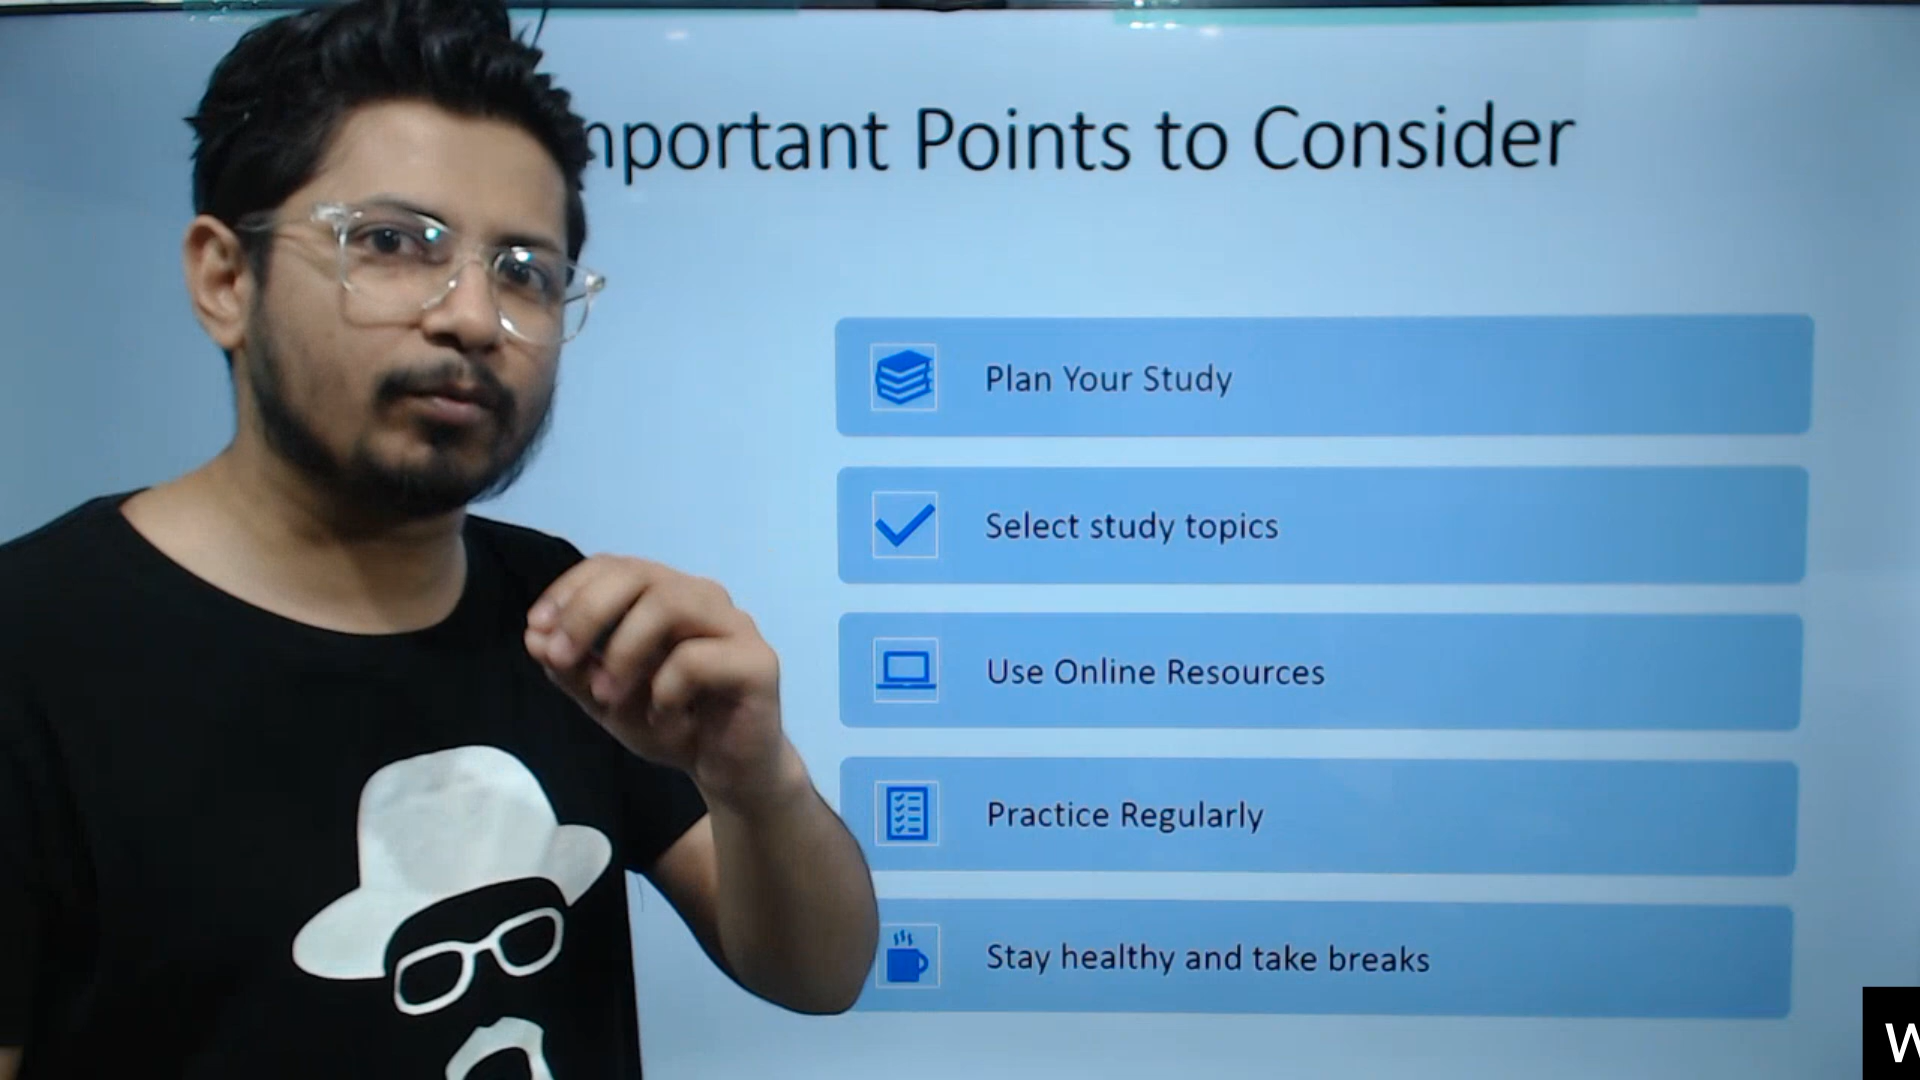 mportant Points to Consider
Plan Your Study
Select study topics
Use Online Resources
Practice Regularly
Stay healthy and take breaks
W